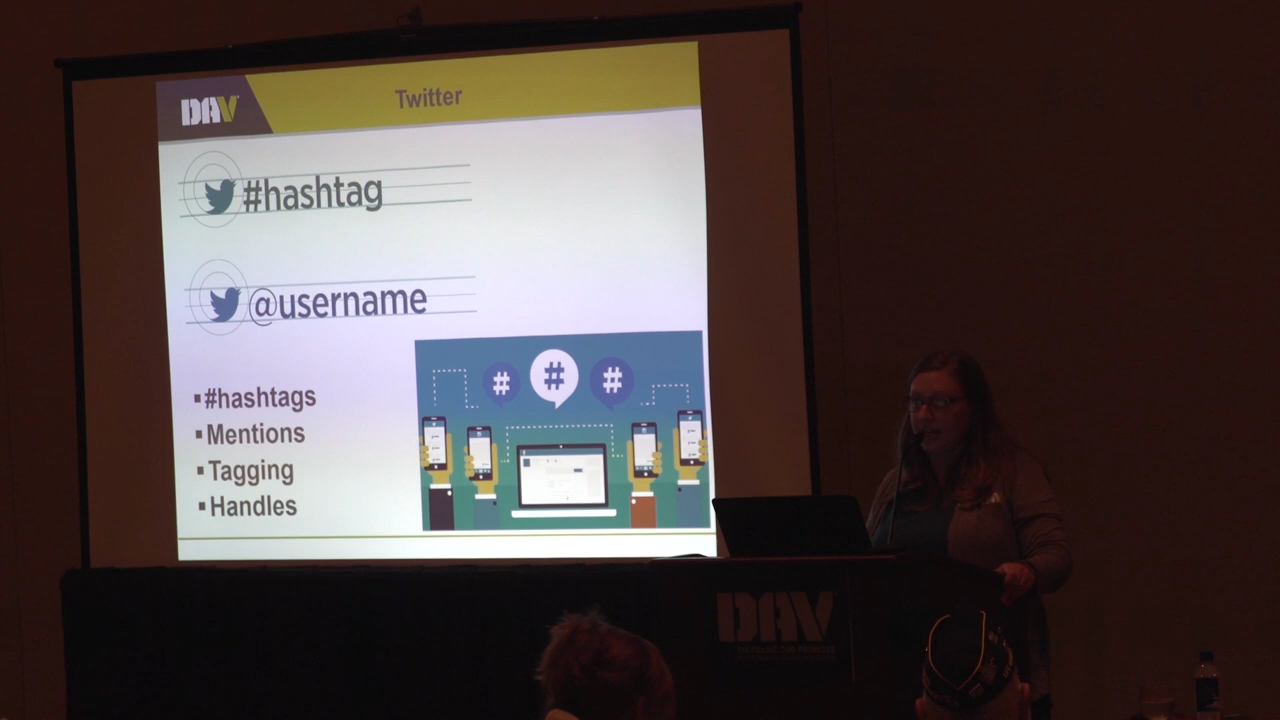 DAV
Twitter
#hashtag
@username
#hashtags
Mentions
Tagging
Handles
# # #
DAV